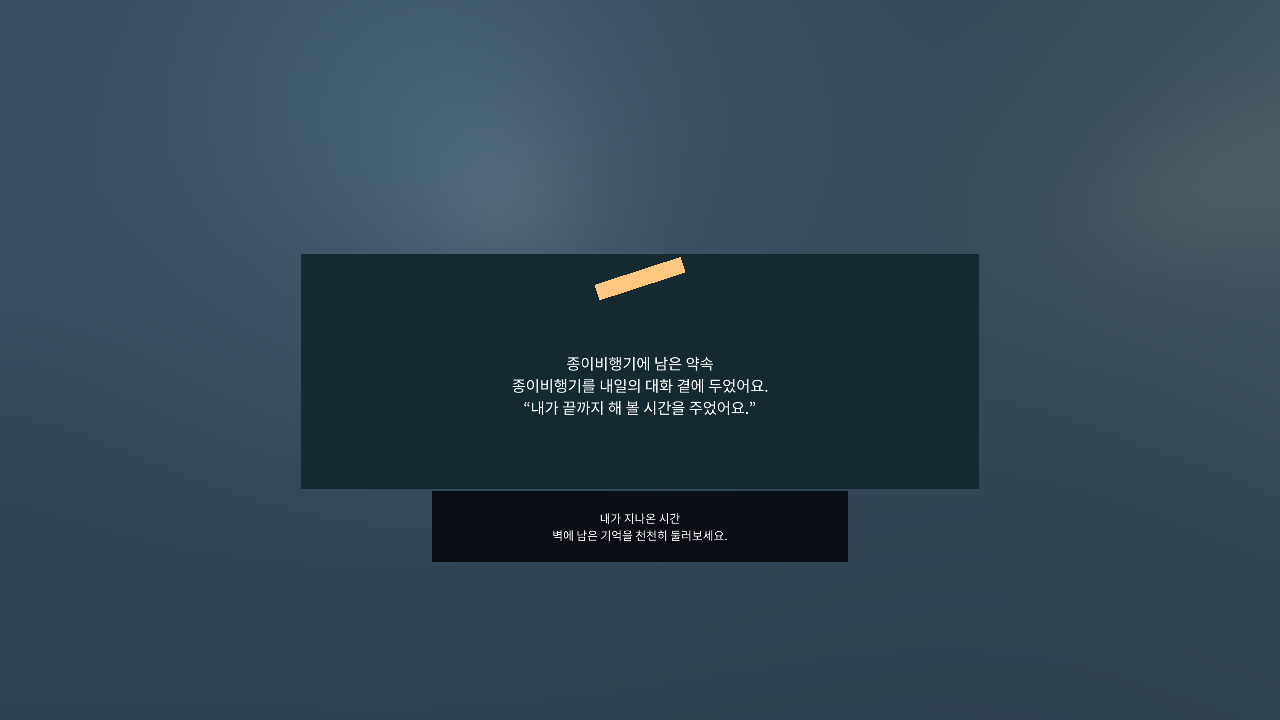 종이비행기에 남은 약속
종이비행기를 내일의 대화 곁에 두었어요.
“내가 끝까지 해 볼 시간을 주었어요.”
내가 지나온 시간
벽에 남은 기억을 천천히 둘러보세요.